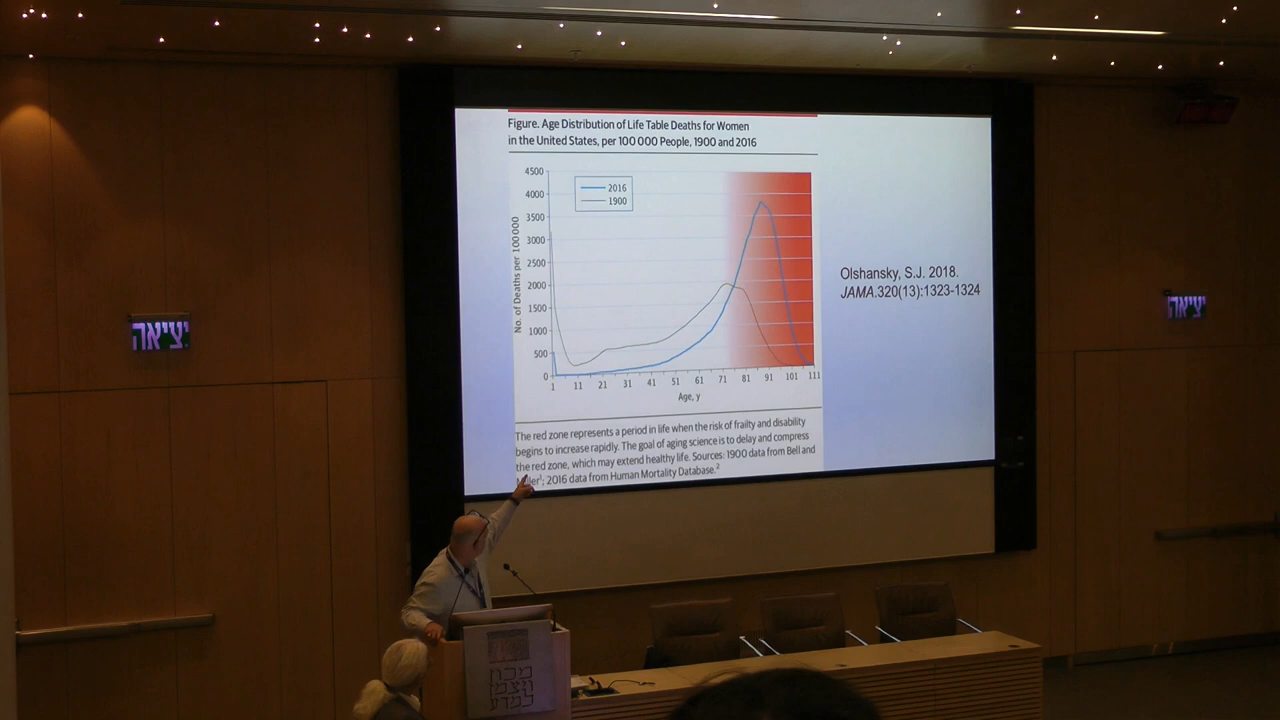 Figure. Age Distribution of Life Table Deaths for Women
in the United States, per 100 000 People, 1900 and 2016
4500
4000
3500
3000
2500
2000
1500
1000
500
0
No. of Deaths per 100 000
2016
1900
1 11 21 31 41 51 61 71 81 91 101 111
Age, y
The red zone represents a period in life when the risk of frailty and disability
begins to increase rapidly. The goal of aging science is to delay and compress
the red zone, which may extend healthy life. Sources: 1900 data from Bell and
Miller¹; 2016 data from Human Mortality Database.²
Olshansky, S.J. 2018.
JAMA.320(13):1323-1324
יציאה
יציאה
מכון
ויצמן
למדע